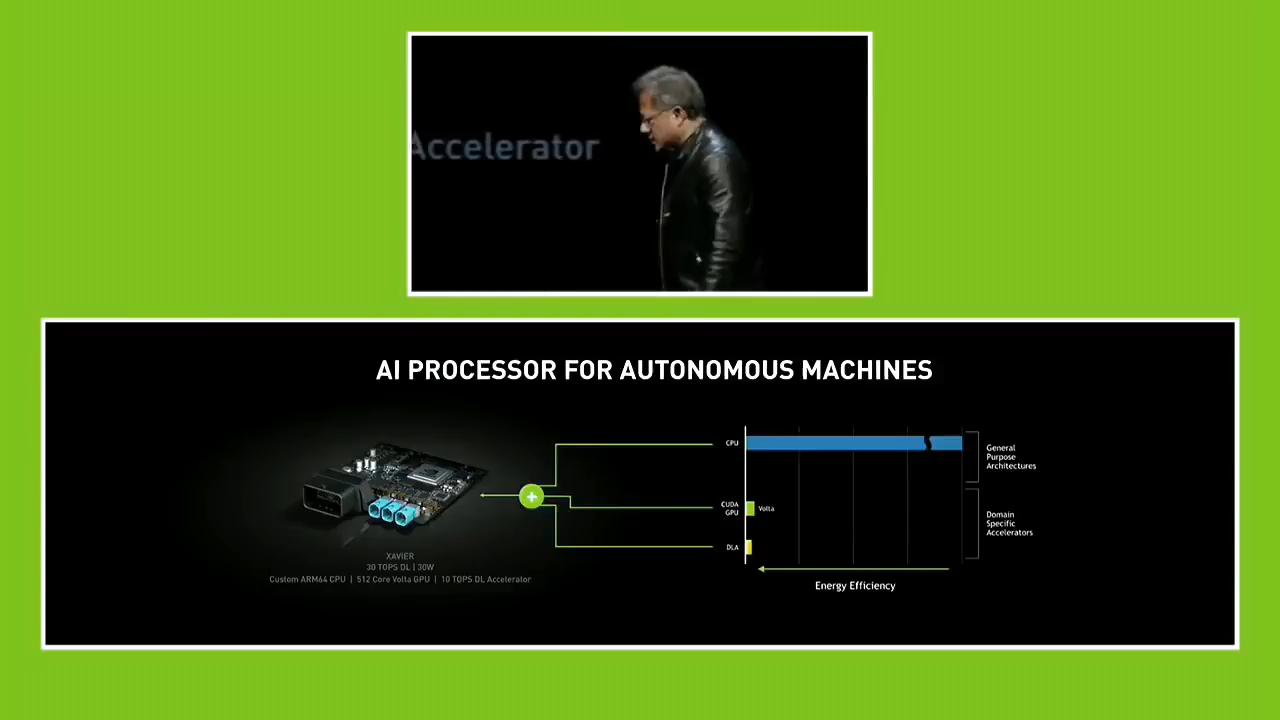 Accelerator
AI PROCESSOR FOR AUTONOMOUS MACHINES
CPU
General
Purpose
Architectures
CUDA
GPU
Volta
Domain
Specific
Accelerators
DLA
XAVIER
30 TOPS DL | 30W
Custom ARM64 CPU | 512 Core Volta GPU | 10 TOPS DL Accelerator
Energy Efficiency